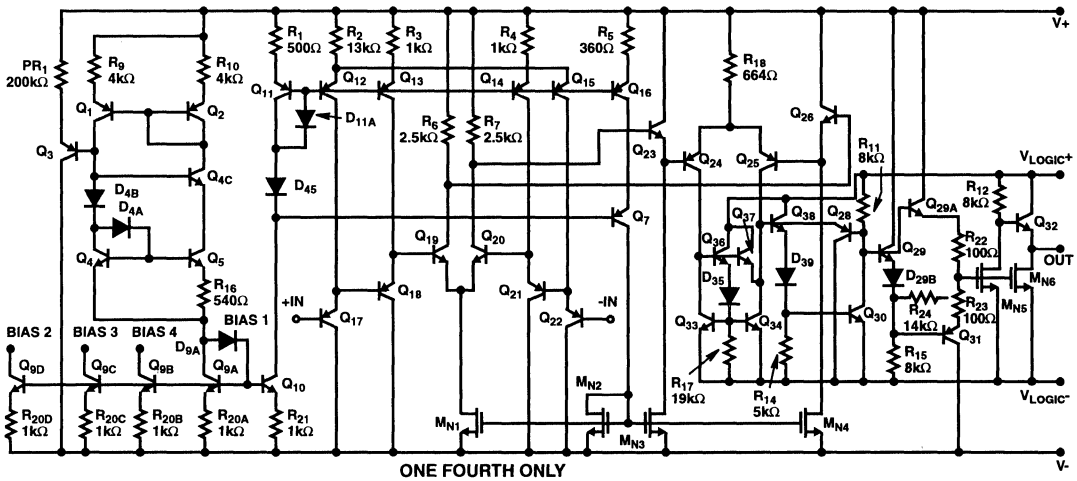 V+
PR1
200kΩ
R9
4kΩ
R10
4kΩ
R1
500Ω
R2
13kΩ
R3
1kΩ
R4
1kΩ
R5
360Ω
R18
664Ω
Q1
Q2
Q3
Q11
Q12
Q13
Q14
Q15
Q16
D11A
R6
2.5kΩ
R7
2.5kΩ
Q23
Q24
Q25
Q26
R11
8kΩ
VLOGIC+
Q4C
D4B
D4A
D45
Q4
Q5
Q7
Q37
Q36
Q38
Q28
Q29A
R12
8kΩ
Q32
OUT
Q19
Q20
Q29
R22
100Ω
MN6
MN5
D35
D39
D29B
R16
540Ω
Q18
Q21
+IN
-IN
Q17
Q22
Q33
Q34
Q30
R24
14kΩ
R23
100Ω
Q31
BIAS 2
BIAS 3
BIAS 4
BIAS 1
D9A
Q9D
Q9C
Q9B
Q9A
Q10
R17
19kΩ
R14
5kΩ
R15
8kΩ
VLOGIC-
R20D
1kΩ
R20C
1kΩ
R20B
1kΩ
R20A
1kΩ
R21
1kΩ
MN1
MN2
MN3
MN4
V-
ONE FOURTH ONLY